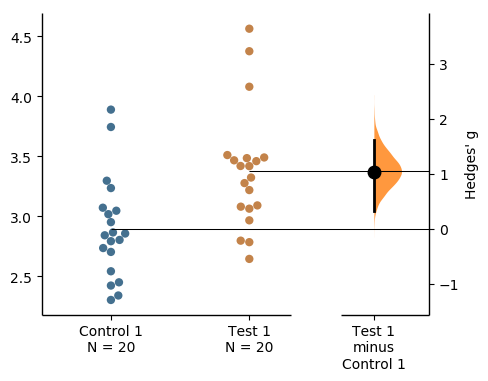 4.5
4.0
3.5
3.0
2.5
3
2
1
0
−1
Hedges' g
Control 1
N = 20
Test 1
N = 20
Test 1
minus
Control 1